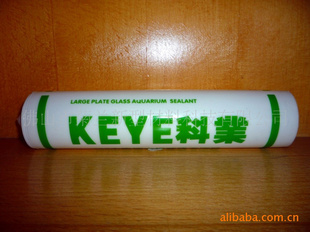 LARGE PLATE GLASS AQUARIUM SEALANT
KEYE科業
alibaba.com.cn